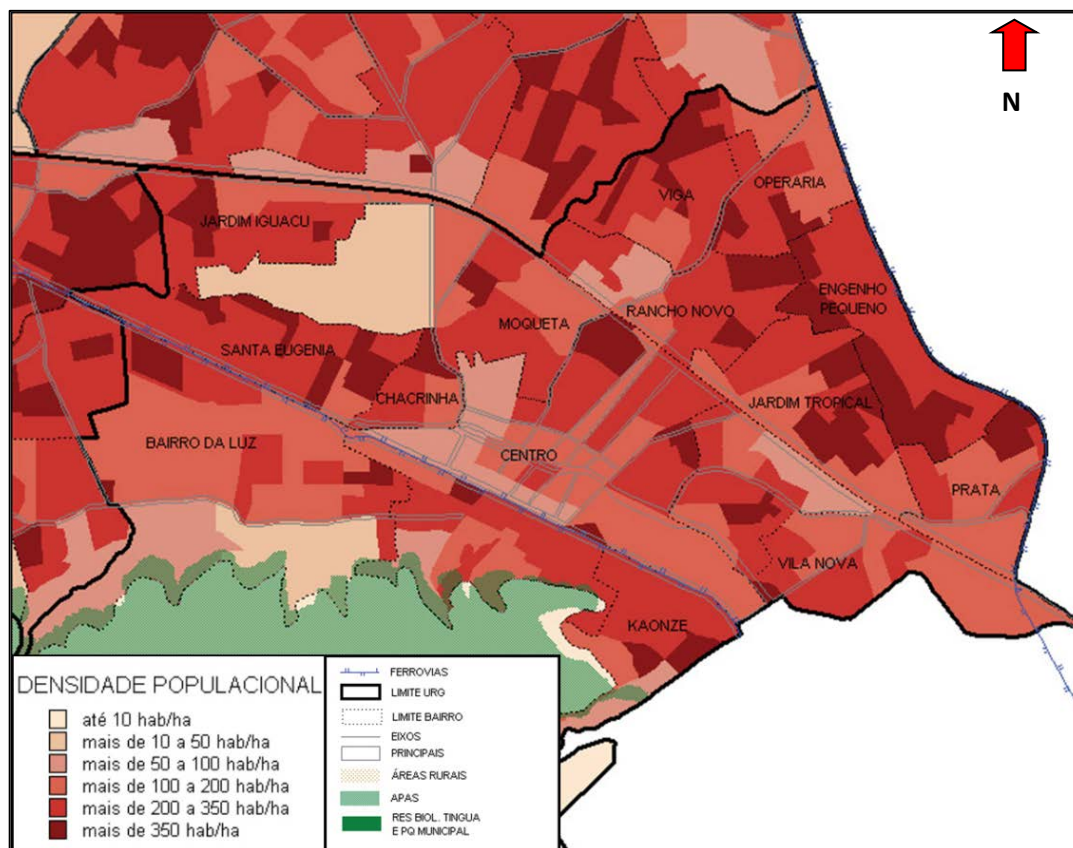 N
OPERARIA
VIGA
JARDIM IGUACU
ENGENHO
PEQUENO
RANCHO NOVO
MOQUETA
SANTA EUGENIA
CHACRINHA
JARDIM TROPICAL
BAIRRO DA LUZ
CENTRO
PRATA
VILA NOVA
KAONZE
DENSIDADE POPULACIONAL
até 10 hab/ha
mais de 10 a 50 hab/ha
mais de 50 a 100 hab/ha
mais de 100 a 200 hab/ha
mais de 200 a 350 hab/ha
mais de 350 hab/ha
FERROVIAS
LIMITE URG
LIMITE BAIRRO
EIXOS
PRINCIPAIS
ÁREAS RURAIS
APAS
RES BIOL. TINGUA
E PQ MUNICIPAL